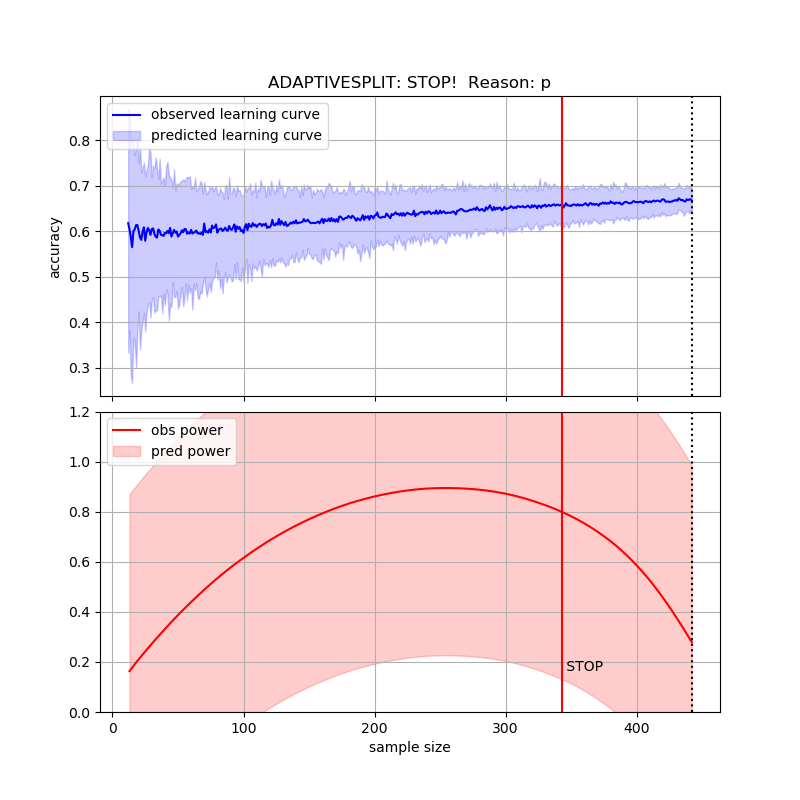 ADAPTIVESPLIT: STOP!  Reason: p
observed learning curve
predicted learning curve
accuracy
0.8
0.7
0.6
0.5
0.4
0.3
obs power
pred power
1.2
1.0
0.8
0.6
0.4
0.2
0.0
STOP
0 100 200 300 400
sample size